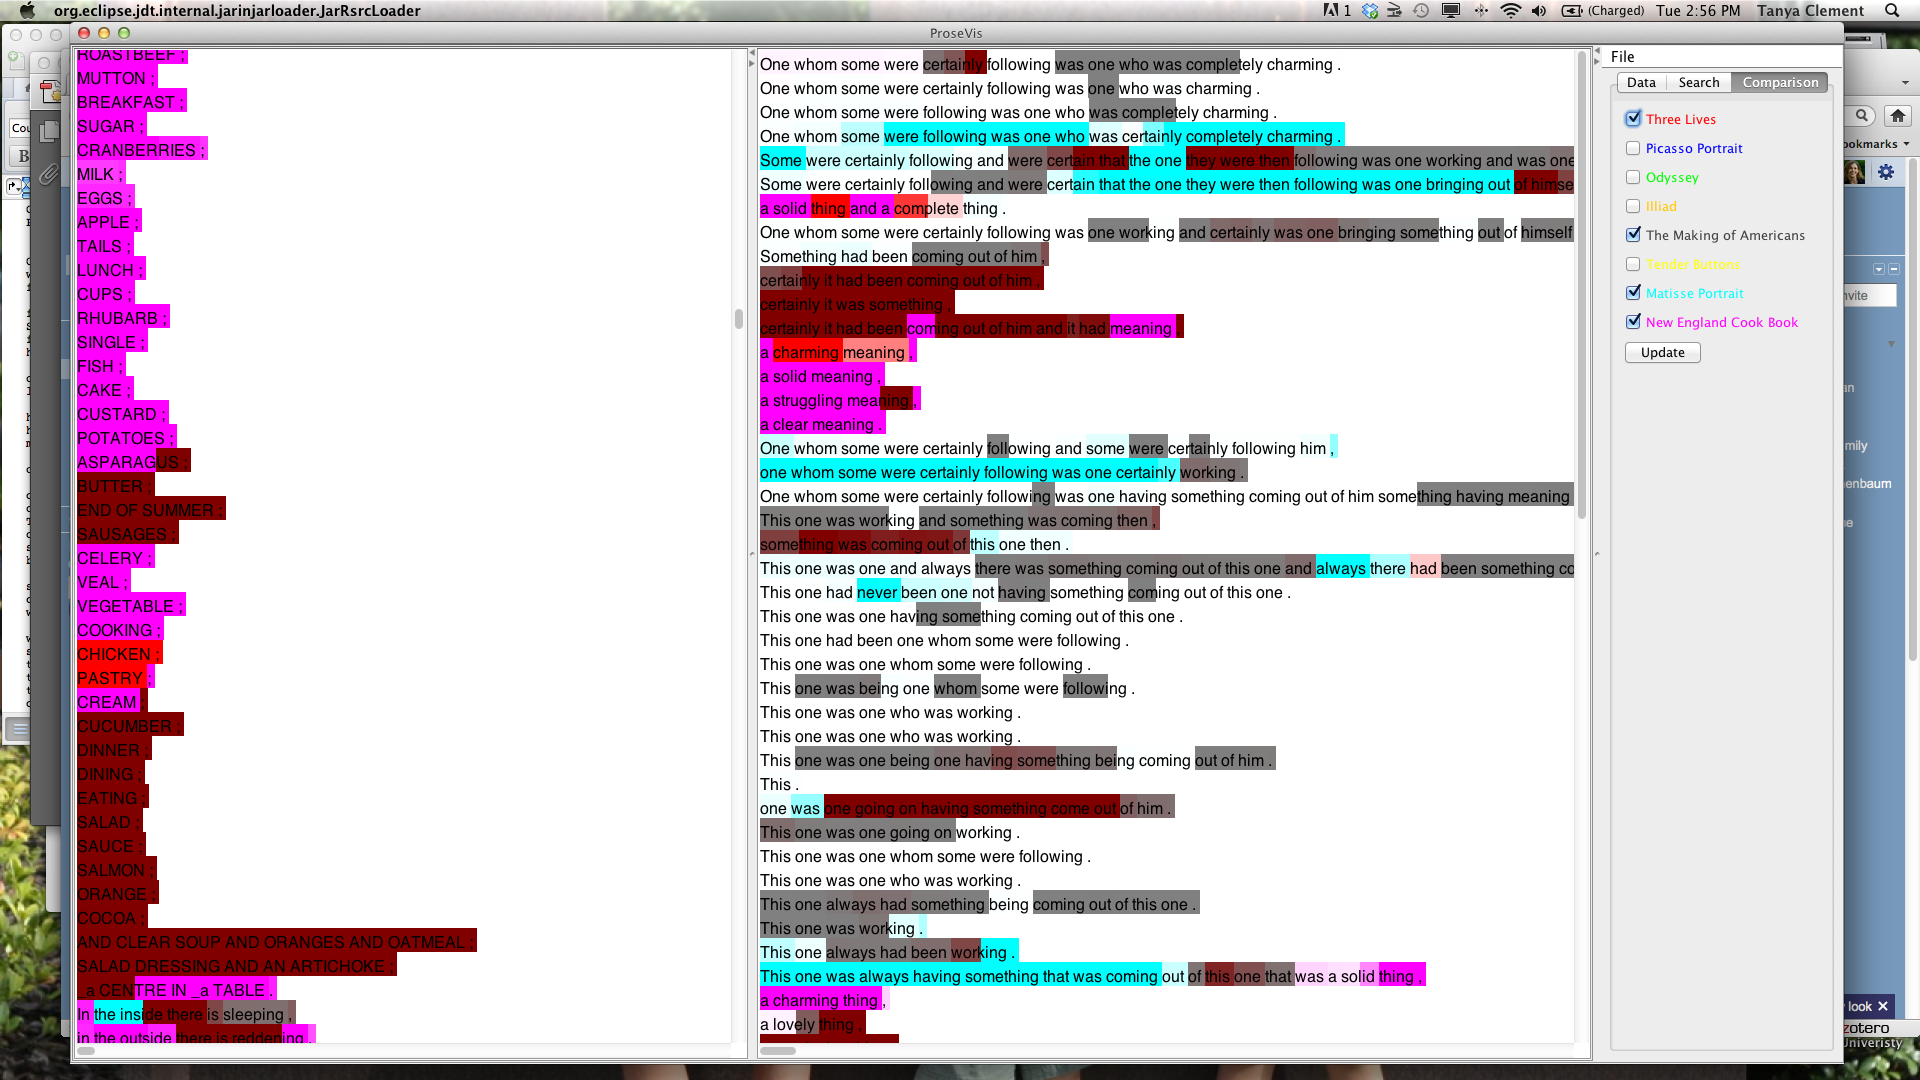 org.eclipse.jdt.internal.jarinjarloader.JarRsrcLoader
1
(Charged)
Tue 2:56 PM
Tanya Clement
ProseVis
ROASTBEEF ;
MUTTON ;
BREAKFAST ;
SUGAR ;
CRANBERRIES ;
MILK ;
EGGS ;
APPLE ;
TAILS ;
LUNCH ;
CUPS ;
RHUBARB ;
SINGLE ;
FISH ;
CAKE ;
CUSTARD ;
POTATOES ;
ASPARAGUS ;
BUTTER ;
END OF SUMMER ;
SAUSAGES ;
CELERY ;
VEAL ;
VEGETABLE ;
COOKING ;
CHICKEN ;
PASTRY ;
CREAM ;
CUCUMBER ;
DINNER ;
DINING ;
EATING ;
SALAD ;
SAUCE ;
SALMON ;
ORANGE ;
COCOA ;
AND CLEAR SOUP AND ORANGES AND OATMEAL ;
SALAD DRESSING AND AN ARTICHOKE ;
_a CENTRE IN _a TABLE .
In the inside there is sleeping ,
in the outside there is reddening ,
One whom some were certainly following was one who was completely charming .
One whom some were certainly following was one who was charming .
One whom some were following was one who was completely charming .
One whom some were following was one who was certainly completely charming .
Some were certainly following and were certain that the one they were then following was one working and was one
Some were certainly following and were certain that the one they were then following was one bringing out of himse
a solid thing and a complete thing .
One whom some were certainly following was one working and certainly was one bringing something out of himself
Something had been coming out of him ,
certainly it had been coming out of him ,
certainly it was something ,
certainly it had been coming out of him and it had meaning ,
a charming meaning ,
a solid meaning ,
a struggling meaning ,
a clear meaning .
One whom some were certainly following and some were certainly following him ,
one whom some were certainly following was one certainly working .
One whom some were certainly following was one having something coming out of him something having meaning
This one was working and something was coming then ,
something was coming out of this one then .
This one was one and always there was something coming out of this one and always there had been something co
This one had never been one not having something coming out of this one .
This one was one having something coming out of this one .
This one had been one whom some were following .
This one was one whom some were following .
This one was being one whom some were following .
This one was one who was working .
This one was one who was working .
This one was one being one having something being coming out of him .
This .
one was one going on having something come out of him .
This one was one going on working .
This one was one whom some were following .
This one was one who was working .
This one always had something being coming out of this one .
This one was working .
This one always had been working .
This one was always having something that was coming out of this one that was a solid thing ,
a charming thing ,
a lovely thing ,
File
Data Search Comparison
Three Lives
Picasso Portrait
Odyssey
Illiad
The Making of Americans
Tender Buttons
Matisse Portrait
New England Cook Book
Update
Cou
B
ookmarks
nvite
an
mily
enbaum
ne
look X
zotero
Univeristy